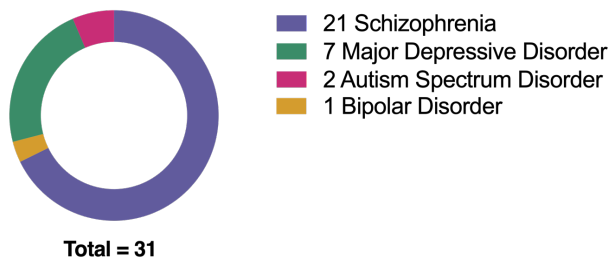 21 Schizophrenia
7 Major Depressive Disorder
2 Autism Spectrum Disorder
1 Bipolar Disorder
Total = 31